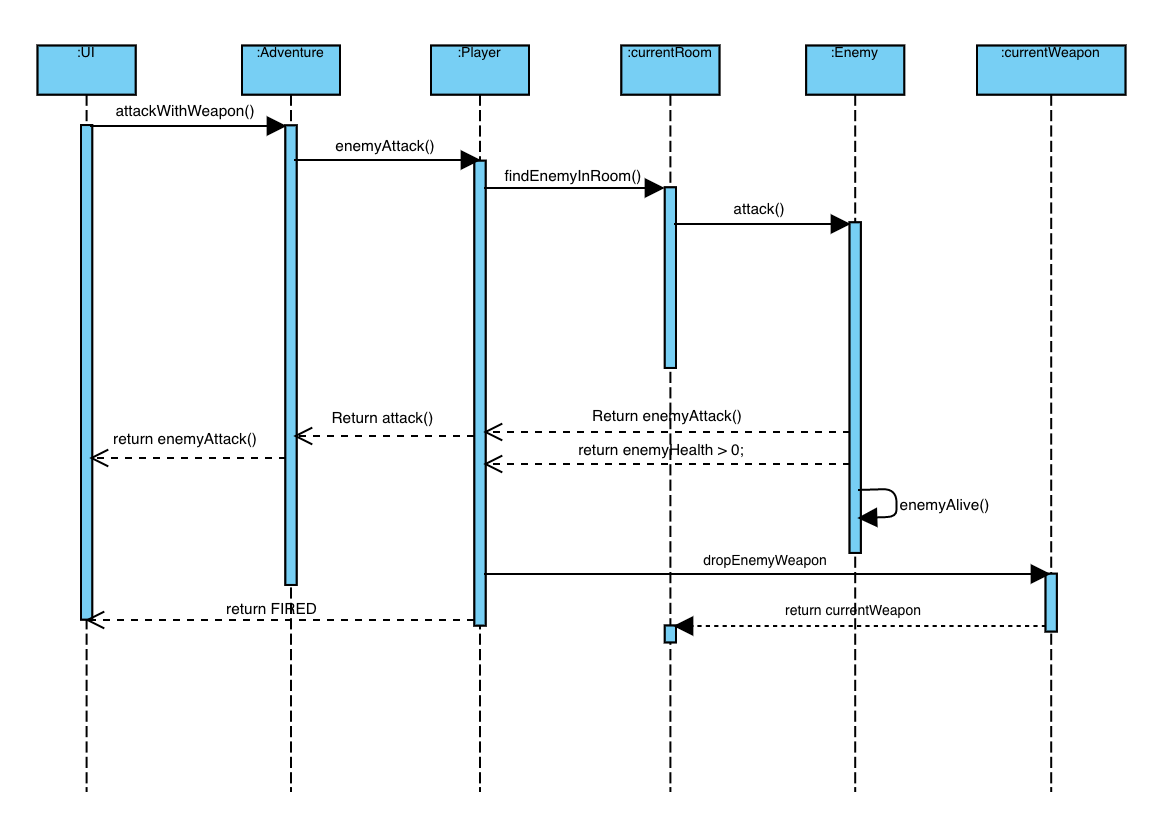 :UI
:Adventure
:Player
:currentRoom
:Enemy
:currentWeapon
attackWithWeapon()
enemyAttack()
findEnemyInRoom()
attack()
Return enemyAttack()
Return attack()
return enemyAttack()
return enemyHealth > 0;
enemyAlive()
dropEnemyWeapon
return FIRED
return currentWeapon